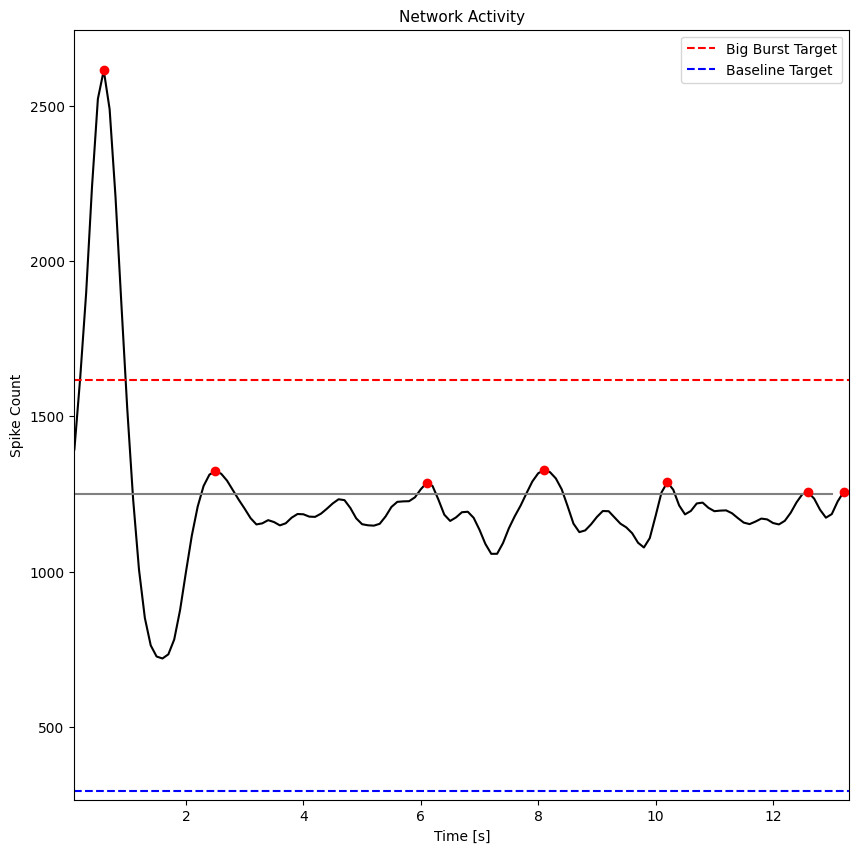 Network Activity
Big Burst Target
Baseline Target
Spike Count
2500
2000
1500
1000
500
2 4 6 8 10 12
Time [s]